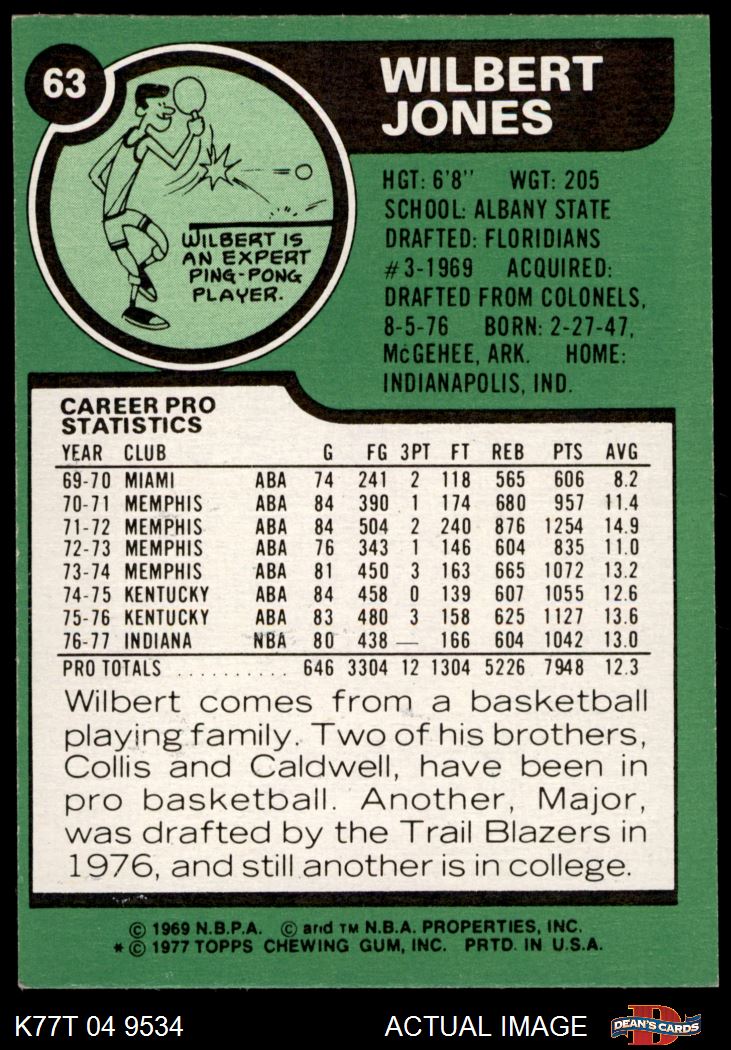 63
WILBERT
JONES
WILBERT IS
AN EXPERT
PING-PONG
PLAYER.
HGT: 6'8" WGT: 205
SCHOOL: ALBANY STATE
DRAFTED: FLORIDIANS
#3-1969 ACQUIRED:
DRAFTED FROM COLONELS,
8-5-76 BORN: 2-27-47,
McGEHEE, ARK. HOME:
INDIANAPOLIS, IND.
CAREER PRO
STATISTICS
YEAR CLUB G FG 3PT FT REB PTS AVG
69-70 MIAMI ABA 74 241 2 118 565 606 8.2
70-71 MEMPHIS ABA 84 390 1 174 680 957 11.4
71-72 MEMPHIS ABA 84 504 2 240 876 1254 14.9
72-73 MEMPHIS ABA 76 343 1 146 604 835 11.0
73-74 MEMPHIS ABA 81 450 3 163 665 1072 13.2
74-75 KENTUCKY ABA 84 458 0 139 607 1055 12.6
75-76 KENTUCKY ABA 83 480 3 158 625 1127 13.6
76-77 INDIANA NBA 80 438 — 166 604 1042 13.0
PRO TOTALS .......... 646 3304 12 1304 5226 7948 12.3
Wilbert comes from a basketball
playing family. Two of his brothers,
Collis and Caldwell, have been in
pro basketball. Another, Major,
was drafted by the Trail Blazers in
1976, and still another is in college.
© 1969 N.B.P.A. © and TM N.B.A. PROPERTIES, INC.
* © 1977 TOPPS CHEWING GUM, INC. PRTD. IN U.S.A.
K77T 04 9534 ACTUAL IMAGE D DEAN'S CARDS